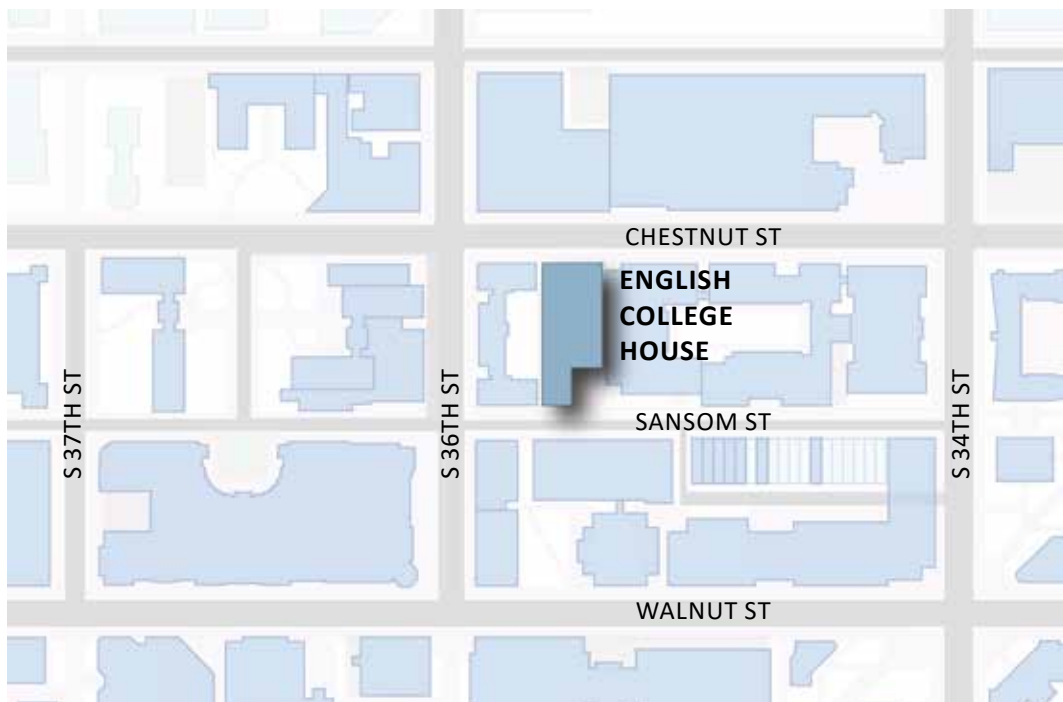 CHESTNUT ST
ENGLISH
COLLEGE
HOUSE
S 37TH ST
S 36TH ST
S 34TH ST
SANSOM ST
WALNUT ST